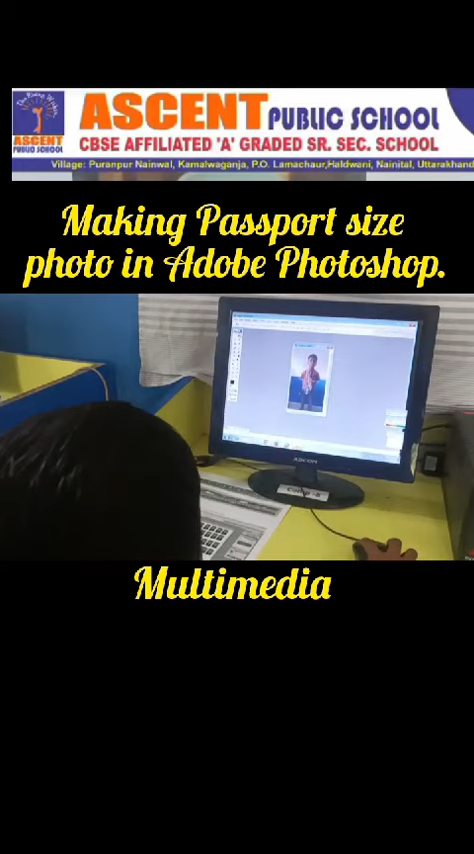 The Rising Wisdom
ASCENT
PUBLIC SCHOOL
ASCENT PUBLIC SCHOOL
CBSE AFFILIATED 'A' GRADED SR. SEC. SCHOOL
Village: Puranpur Nainwal, Kamalwaganja, P.O. Lamachaur,Haldwani, Nainital, Uttarakhand
Making Passport size
photo in Adobe Photoshop.
Multimedia